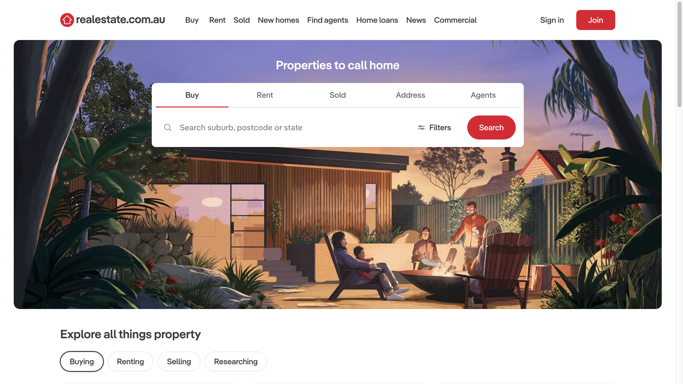 realestate.com.au Buy Rent Sold New homes Find agents Home loans News Commercial Sign in Join
Properties to call home
Buy Rent Sold Address Agents
Search suburb, postcode or state Filters Search
Explore all things property
Buying Renting Selling Researching